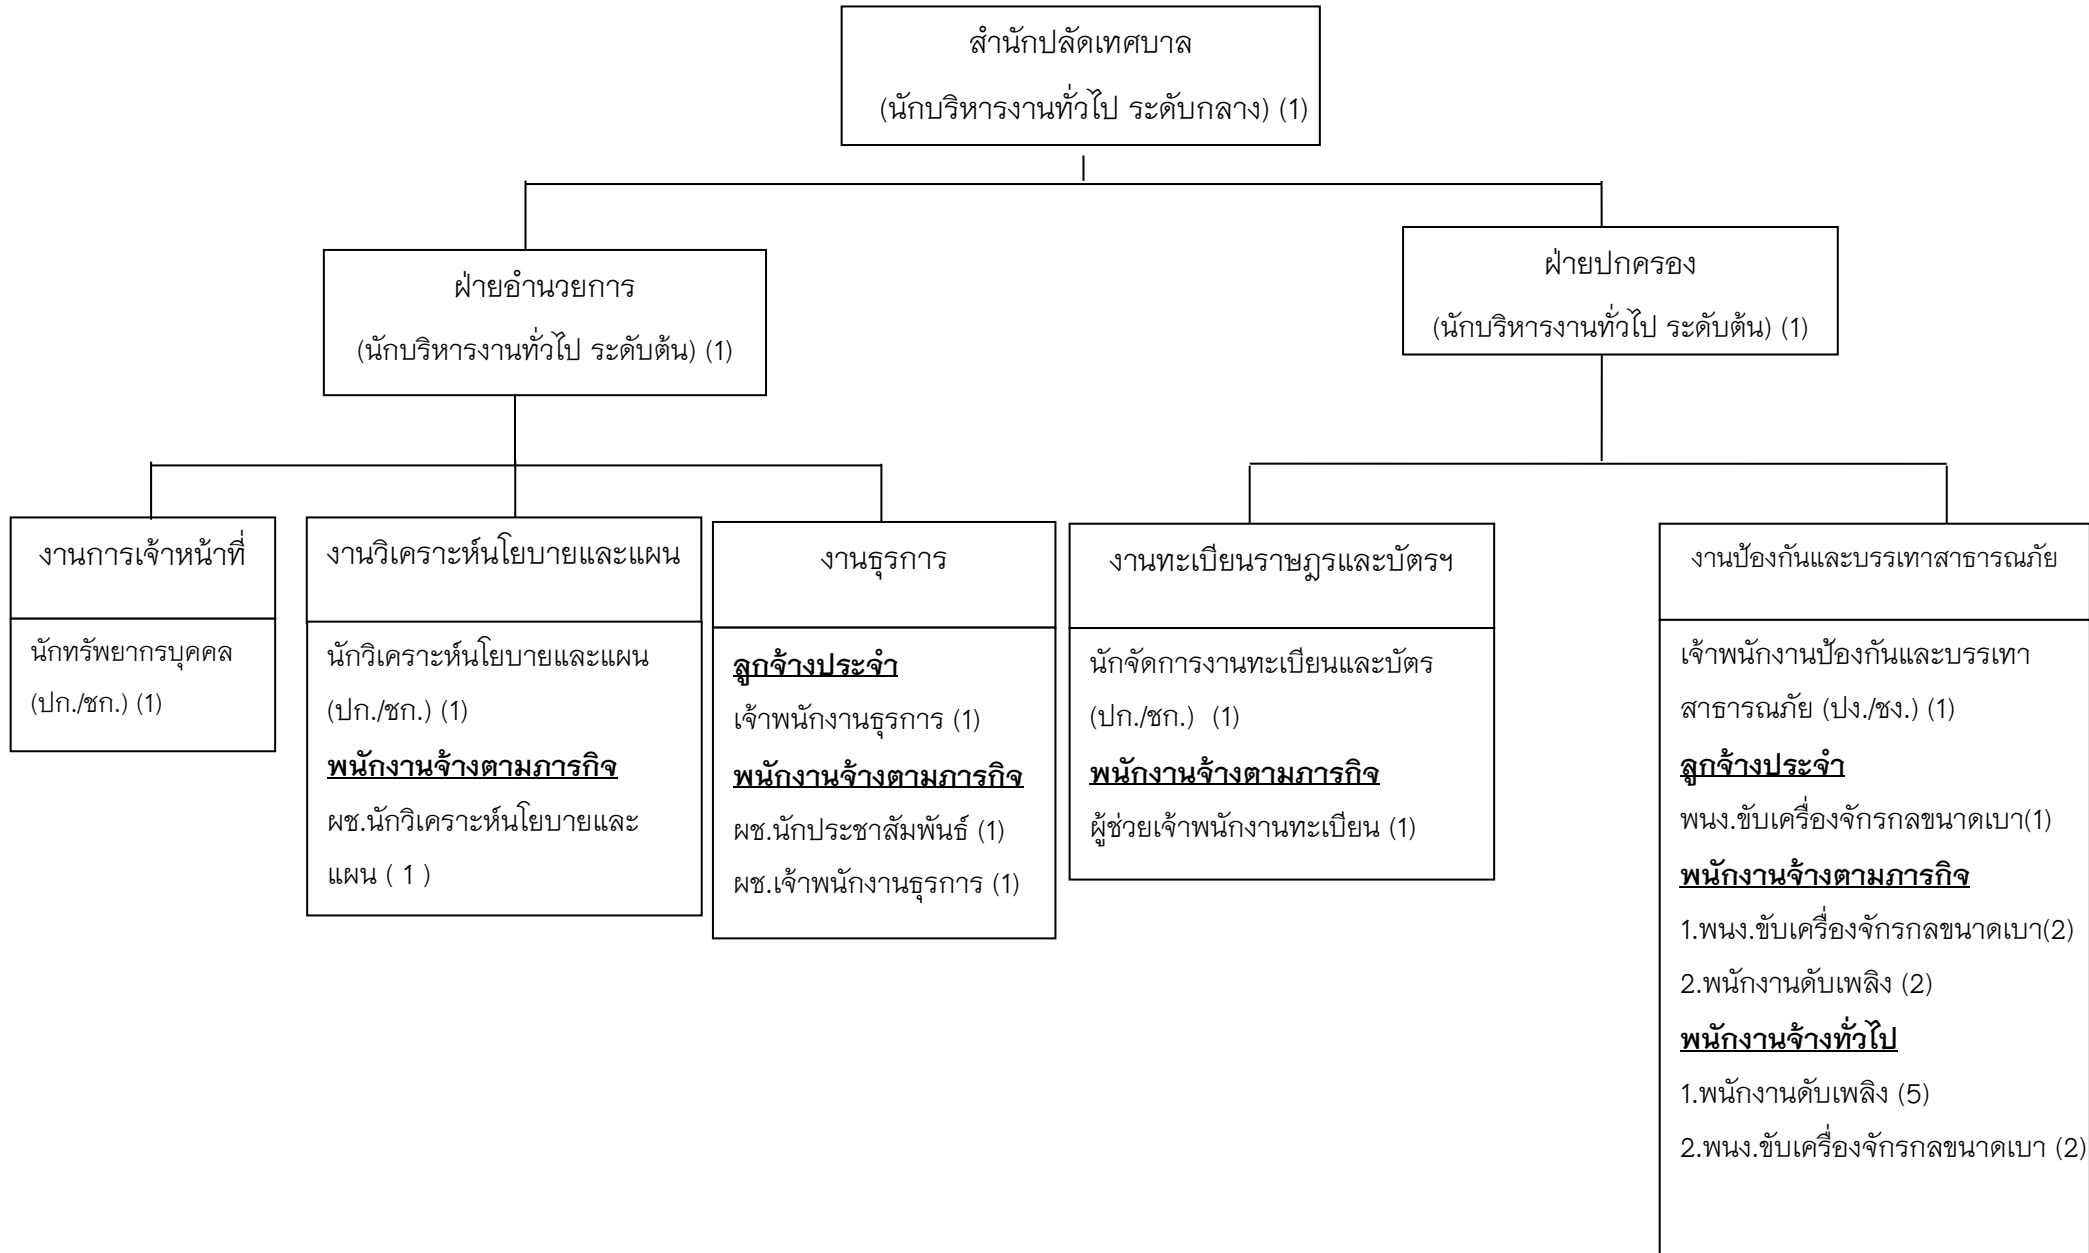 สำนักปลัดเทศบาล
(นักบริหารงานทั่วไป ระดับกลาง) (1)
ฝ่ายอำนวยการ
(นักบริหารงานทั่วไป ระดับต้น) (1)
ฝ่ายปกครอง
(นักบริหารงานทั่วไป ระดับต้น) (1)
งานการเจ้าหน้าที่
นักทรัพยากรบุคคล
(ปก./ชก.) (1)
งานวิเคราะห์นโยบายและแผน
นักวิเคราะห์นโยบายและแผน
(ปก./ชก.) (1)
พนักงานจ้างตามภารกิจ
ผช.นักวิเคราะห์นโยบายและ
แผน ( 1 )
งานธุรการ
ลูกจ้างประจำ
เจ้าพนักงานธุรการ (1)
พนักงานจ้างตามภารกิจ
ผช.นักประชาสัมพันธ์ (1)
ผช.เจ้าพนักงานธุรการ (1)
งานทะเบียนราษฎรและบัตรฯ
นักจัดการงานทะเบียนและบัตร
(ปก./ชก.) (1)
พนักงานจ้างตามภารกิจ
ผู้ช่วยเจ้าพนักงานทะเบียน (1)
งานป้องกันและบรรเทาสาธารณภัย
เจ้าพนักงานป้องกันและบรรเทา
สาธารณภัย (ปง./ชง.) (1)
ลูกจ้างประจำ
พนง.ขับเครื่องจักรกลขนาดเบา(1)
พนักงานจ้างตามภารกิจ
1.พนง.ขับเครื่องจักรกลขนาดเบา(2)
2.พนักงานดับเพลิง (2)
พนักงานจ้างทั่วไป
1.พนักงานดับเพลิง (5)
2.พนง.ขับเครื่องจักรกลขนาดเบา (2)